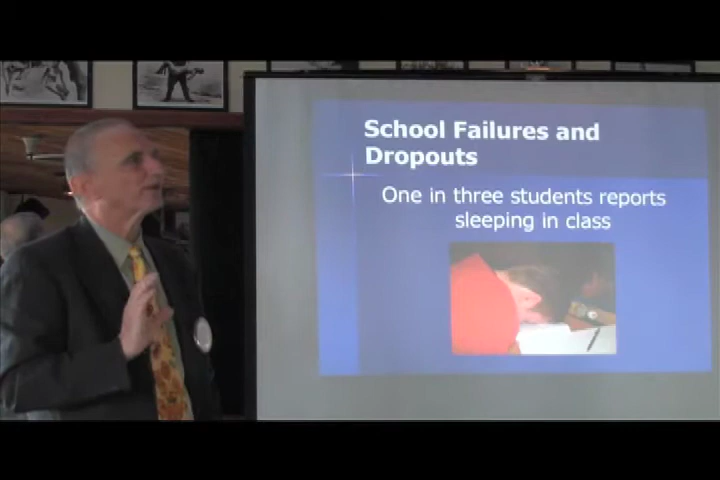 School Failures and
Dropouts
One in three students reports
sleeping in class